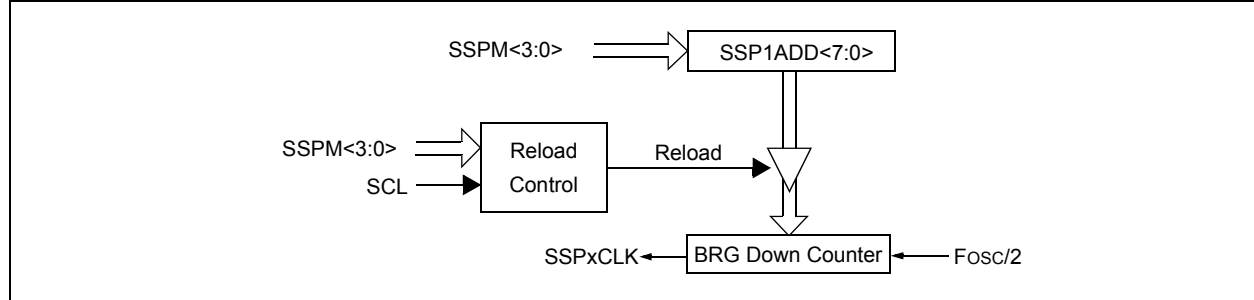 SSPM<3:0>
SSP1ADD<7:0>
SSPM<3:0>
Reload
Control
Reload
SCL
SSPxCLK
BRG Down Counter
FOSC/2